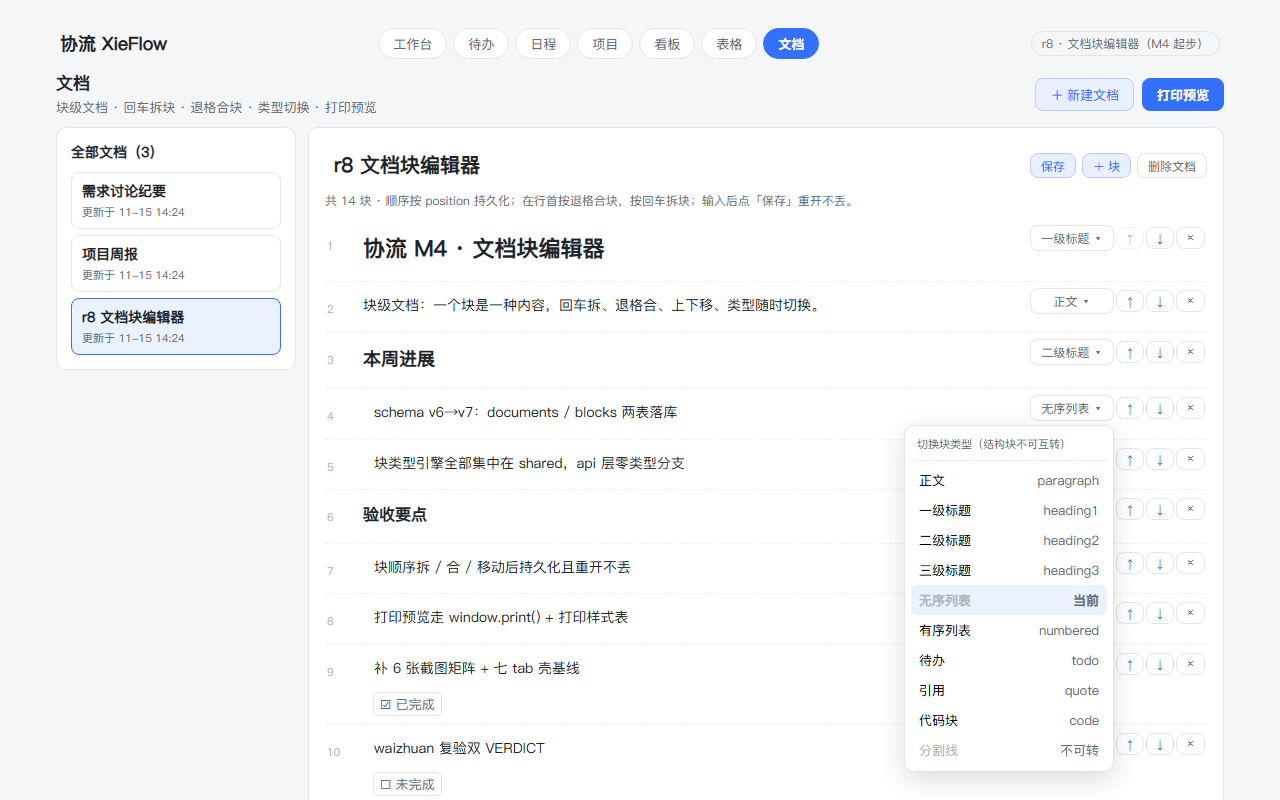 协流 XieFlow
工作台 待办 日程 项目 看板 表格 文档
r8 · 文档块编辑器（M4 起步）
文档
块级文档 · 回车拆块 · 退格合块 · 类型切换 · 打印预览
＋ 新建文档 打印预览
全部文档（3）
需求讨论纪要
更新于 11-15 14:24
项目周报
更新于 11-15 14:24
r8 文档块编辑器
更新于 11-15 14:24
r8 文档块编辑器
保存 ＋ 块 删除文档
共 14 块 · 顺序按 position 持久化；在行首按退格合块，按回车拆块；输入后点「保存」重开不丢。
1 协流 M4 · 文档块编辑器 一级标题 ▾ ↑ ↓ ×
2 块级文档：一个块是一种内容，回车拆、退格合、上下移、类型随时切换。 正文 ▾ ↑ ↓ ×
3 本周进展 二级标题 ▾ ↑ ↓ ×
4 schema v6→v7：documents / blocks 两表落库 无序列表 ▾ ↑ ↓ ×
5 块类型引擎全部集中在 shared，api 层零类型分支 ↑ ↓ ×
6 验收要点 ↑ ↓ ×
7 块顺序拆 / 合 / 移动后持久化且重开不丢 ↑ ↓ ×
8 打印预览走 window.print() + 打印样式表 ↑ ↓ ×
9 补 6 张截图矩阵 + 七 tab 壳基线 ↑ ↓ ×
☑ 已完成
10 waizhuan 复验双 VERDICT ↑ ↓ ×
☐ 未完成
切换块类型（结构块不可互转）
正文 paragraph
一级标题 heading1
二级标题 heading2
三级标题 heading3
无序列表 当前
有序列表 numbered
待办 todo
引用 quote
代码块 code
分割线 不可转